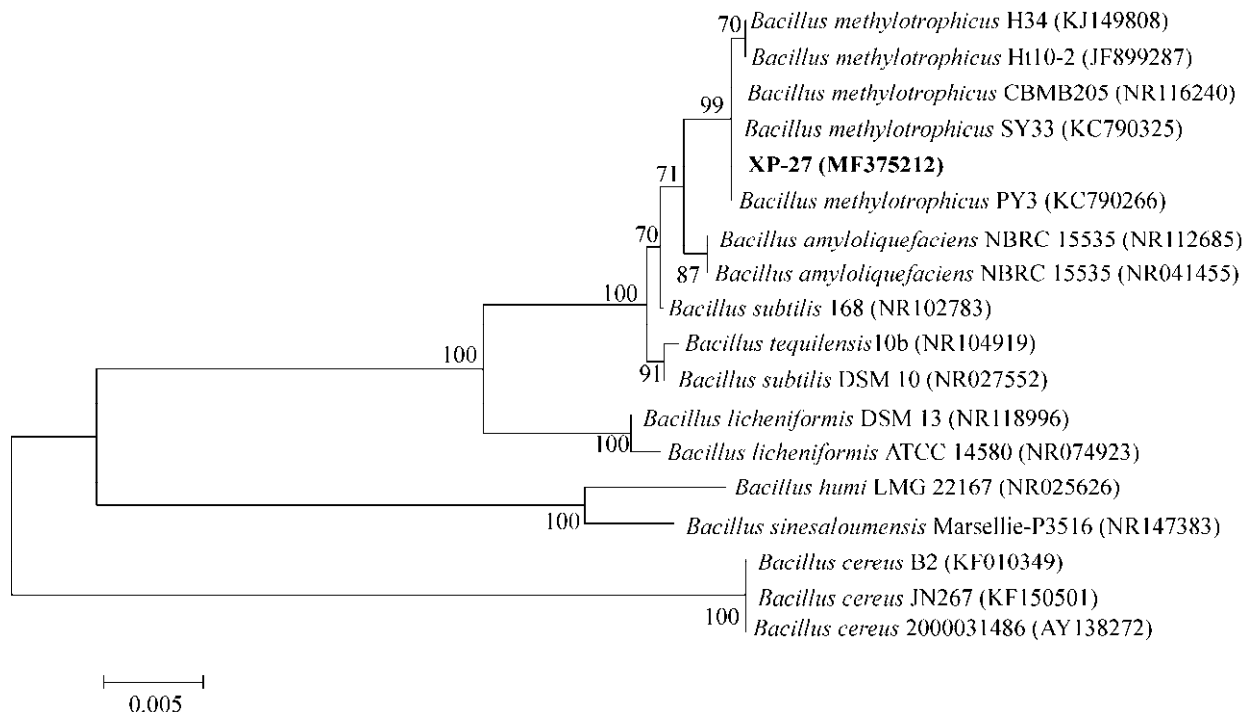 Bacillus methylotrophicus H34 (KJ149808)
70
Bacillus methylotrophicus Ht10-2 (JF899287)
Bacillus methylotrophicus CBMB205 (NR116240)
99
Bacillus methylotrophicus SY33 (KC790325)
XP-27 (MF375212)
71
Bacillus methylotrophicus PY3 (KC790266)
70
Bacillus amyloliquefaciens NBRC 15535 (NR112685)
87
Bacillus amyloliquefaciens NBRC 15535 (NR041455)
100
Bacillus subtilis 168 (NR102783)
Bacillus tequilensis10b (NR104919)
100
91
Bacillus subtilis DSM 10 (NR027552)
Bacillus licheniformis DSM 13 (NR118996)
100
Bacillus licheniformis ATCC 14580 (NR074923)
Bacillus humi LMG 22167 (NR025626)
100
Bacillus sinesaloumensis Marsellie-P3516 (NR147383)
Bacillus cereus B2 (KF010349)
Bacillus cereus JN267 (KF150501)
100
Bacillus cereus 2000031486 (AY138272)
0.005